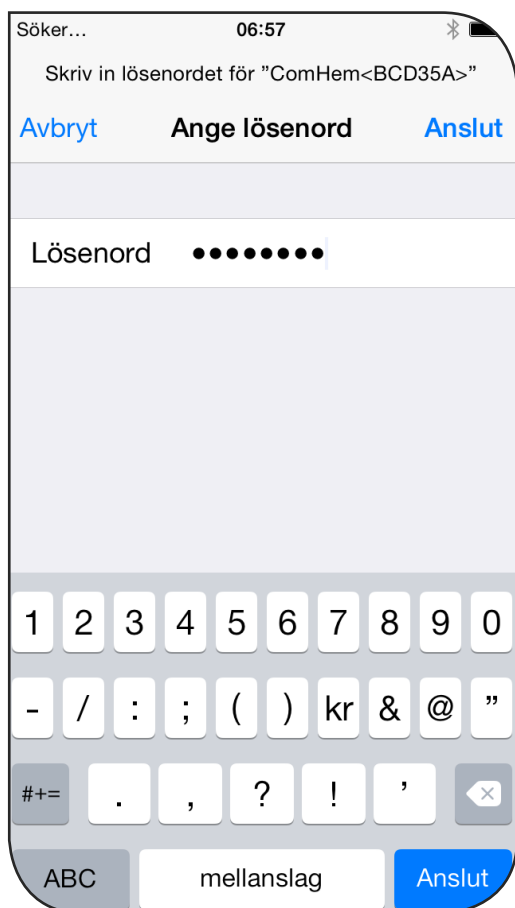 Söker... 06:57
Skriv in lösenordet för ”ComHem<BCD35A>”
Avbryt Ange lösenord Anslut
Lösenord ••••••••
1 2 3 4 5 6 7 8 9 0
- / : ; ( ) kr & @ ”
#+= . , ? ! ’
ABC mellanslag Anslut